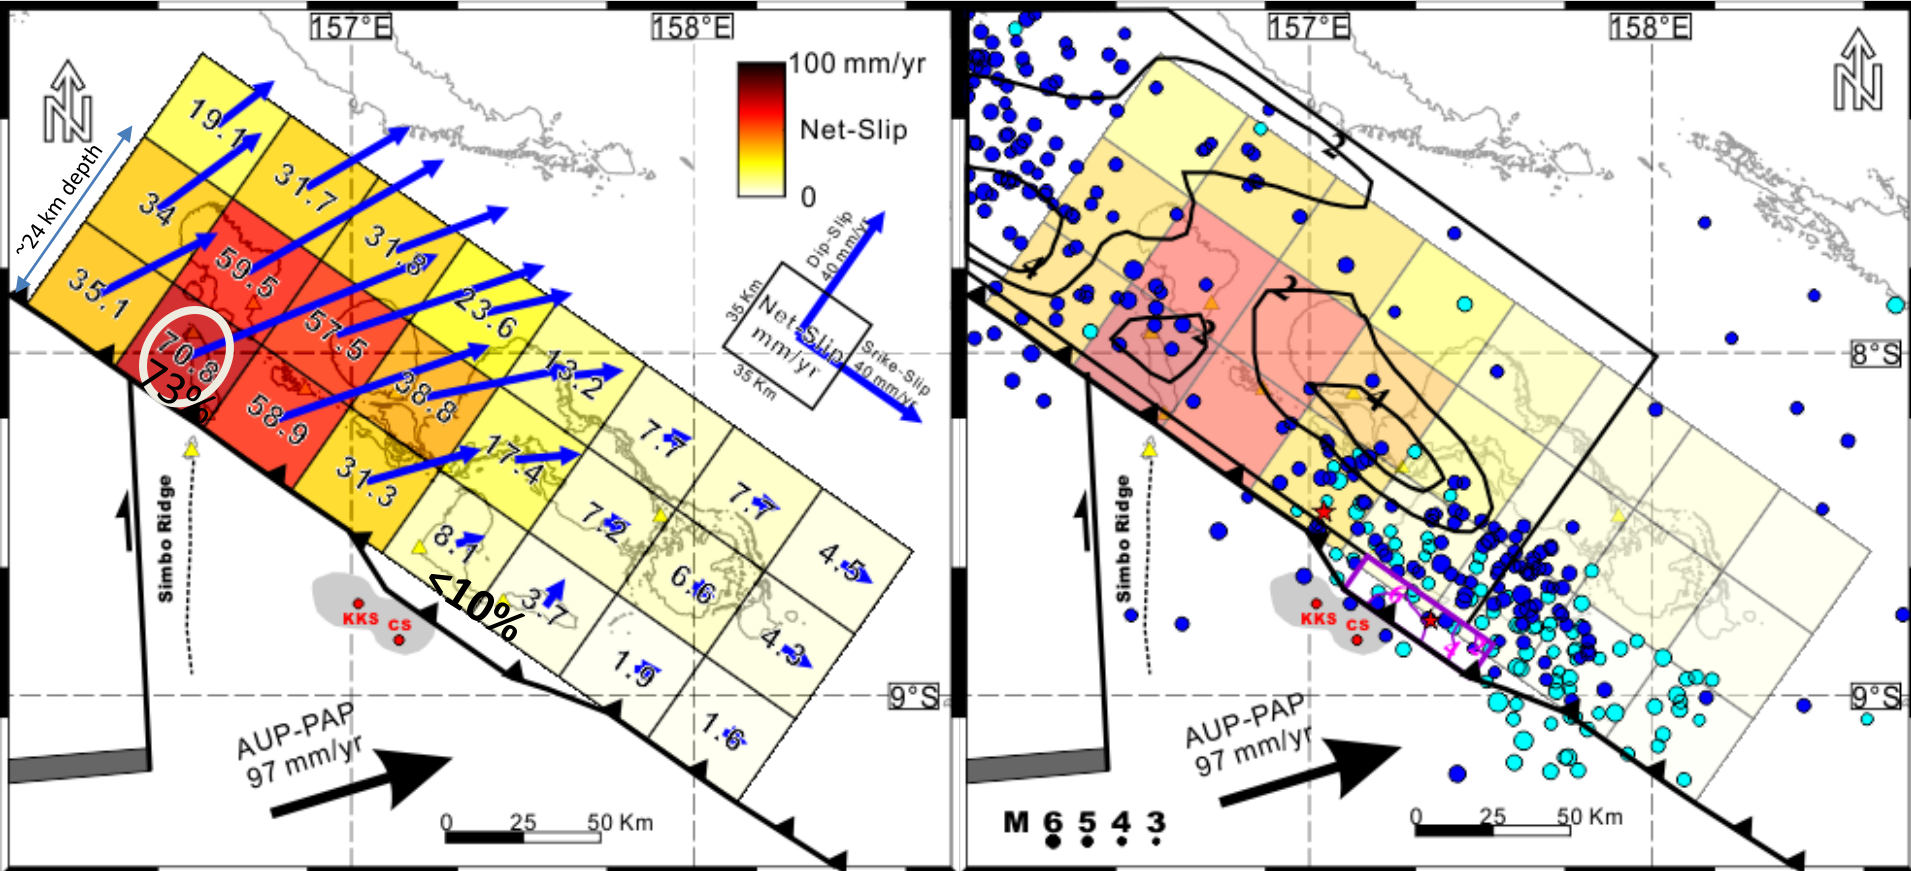 157°E
158°E
100 mm/yr
Net-Slip
0
N
~24 km depth
19.1
31.7
34
31.8
59.5
35.1
23.6
57.5
70.8
73%
13.2
38.8
58.9
7.7
17.4
31.3
7.7
7.2
8.1
4.5
6.6
3.7
<10%
4.3
1.9
1.6
Dip-Slip
40 mm/yr
35 Km
Net-Slip
mm/yr
Srike-Slip
40 mm/yr
35 Km
Simbo Ridge
KKS
CS
9°S
AUP-PAP
97 mm/yr
0 25 50 Km
157°E
158°E
N
2
4
2
2
4
8°S
Simbo Ridge
KKS
CS
4
9°S
AUP-PAP
97 mm/yr
M 6 5 4 3
0 25 50 Km